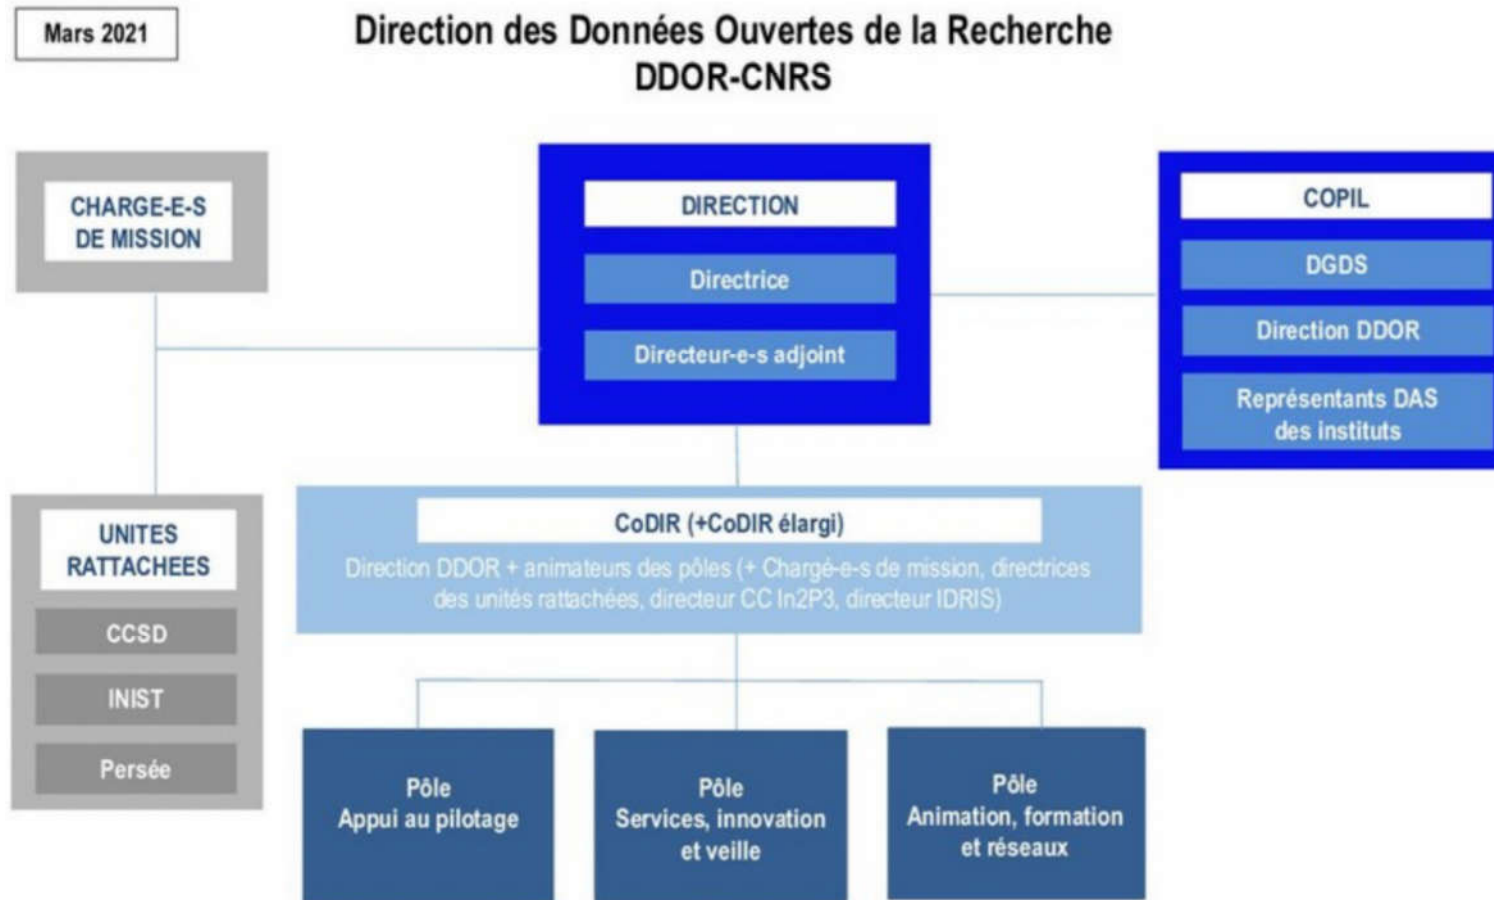 Mars 2021
Direction des Données Ouvertes de la Recherche
DDOR-CNRS
CHARGE-E-S
DE MISSION
DIRECTION
Directrice
Directeur-e-s adjoint
COPIL
DGDS
Direction DDOR
Représentants DAS
des instituts
UNITES
RATTACHEES
CCSD
INIST
Persée
CoDIR (+CoDIR élargi)
Direction DDOR + animateurs des pôles (+ Chargé-e-s de mission, directrices
des unités rattachées, directeur CC In2P3, directeur IDRIS)
Pôle
Appui au pilotage
Pôle
Services, innovation
et veille
Pôle
Animation, formation
et réseaux